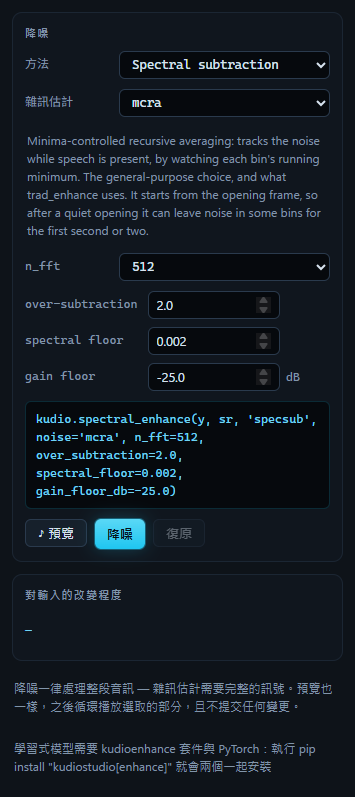 降噪
方法 Spectral subtraction
雜訊估計 mcra
Minima-controlled recursive averaging: tracks the noise
while speech is present, by watching each bin's running
minimum. The general-purpose choice, and what
trad_enhance uses. It starts from the opening frame, so
after a quiet opening it can leave noise in some bins for
the first second or two.
n_fft 512
over-subtraction 2.0
spectral floor 0.002
gain floor -25.0 dB
kudio.spectral_enhance(y, sr, 'specsub',
noise='mcra', n_fft=512,
over_subtraction=2.0,
spectral_floor=0.002,
gain_floor_db=-25.0)
♪ 預覽 降噪 復原
對輸入的改變程度
—
降噪一律處理整段音訊 — 雜訊估計需要完整的訊號。預覽也
一樣，之後循環播放選取的部分，且不提交任何變更。
學習式模型需要 kudioenhance 套件與 PyTorch：執行 pip
install "kudiostudio[enhance]" 就會兩個一起安裝